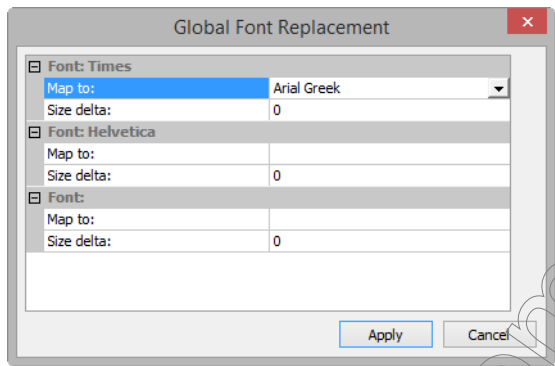 Global Font Replacement
Font: Times
Map to: Arial Greek
Size delta: 0
Font: Helvetica
Map to:
Size delta: 0
Font:
Map to:
Size delta: 0
Apply Cancel